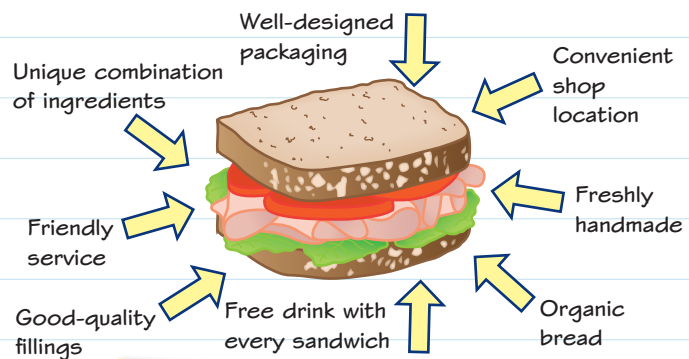 Well-designed
packaging
Convenient
shop
location
Unique combination
of ingredients
Freshly
handmade
Friendly
service
Organic
bread
Free drink with
every sandwich
Good-quality
fillings